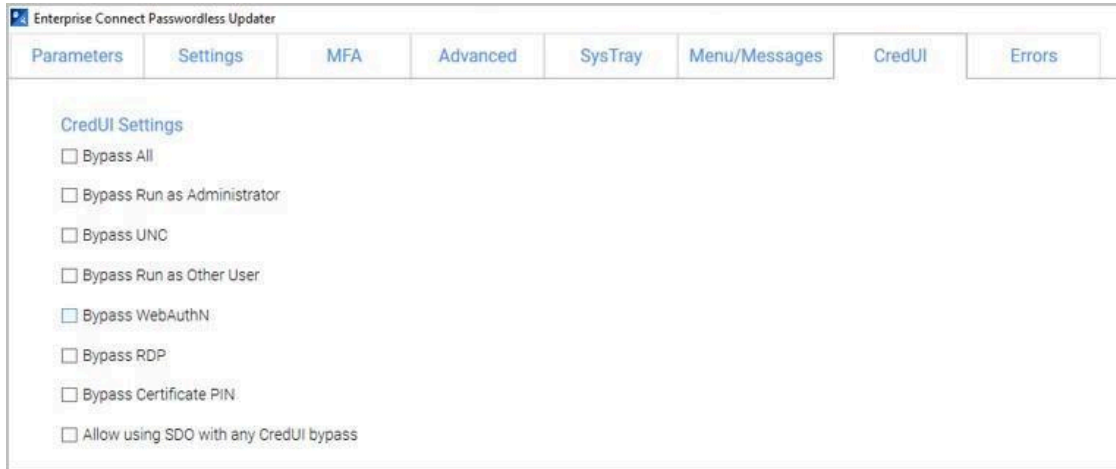 Enterprise Connect Passwordless Updater
Parameters Settings MFA Advanced SysTray Menu/Messages CredUI Errors
CredUI Settings
Bypass All
Bypass Run as Administrator
Bypass UNC
Bypass Run as Other User
Bypass WebAuthN
Bypass RDP
Bypass Certificate PIN
Allow using SDO with any CredUI bypass